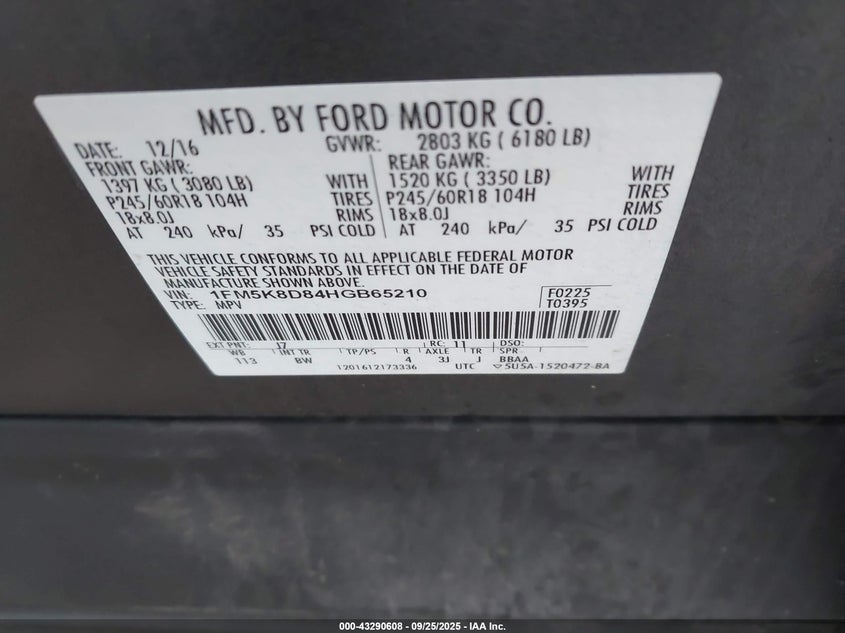 MFD. BY FORD MOTOR CO.
DATE: 12/16 GVWR: 2803 KG ( 6180 LB)
FRONT GAWR: REAR GAWR:
1397 KG ( 3080 LB) WITH 1520 KG ( 3350 LB) WITH
P245/60R18 104H TIRES P245/60R18 104H TIRES
18x8.0J RIMS 18x8.0J RIMS
AT 240 kPa/ 35 PSI COLD AT 240 kPa/ 35 PSI COLD
THIS VEHICLE CONFORMS TO ALL APPLICABLE FEDERAL MOTOR
VEHICLE SAFETY STANDARDS IN EFFECT ON THE DATE OF
MANUFACTURE SHOWN ABOVE.
VIN: 1FM5K8D84HGB65210 F0225
TYPE: MPV T0395
EXT PNT: J7 RC: 11 DSO:
WB INT TR TP/PS R AXLE TR SPR
113 BW 4 3J J BBAA
1201612173336 UTC ▽5U5A-1520472-BA
000-43290608 - 09/25/2025 - IAA Inc.